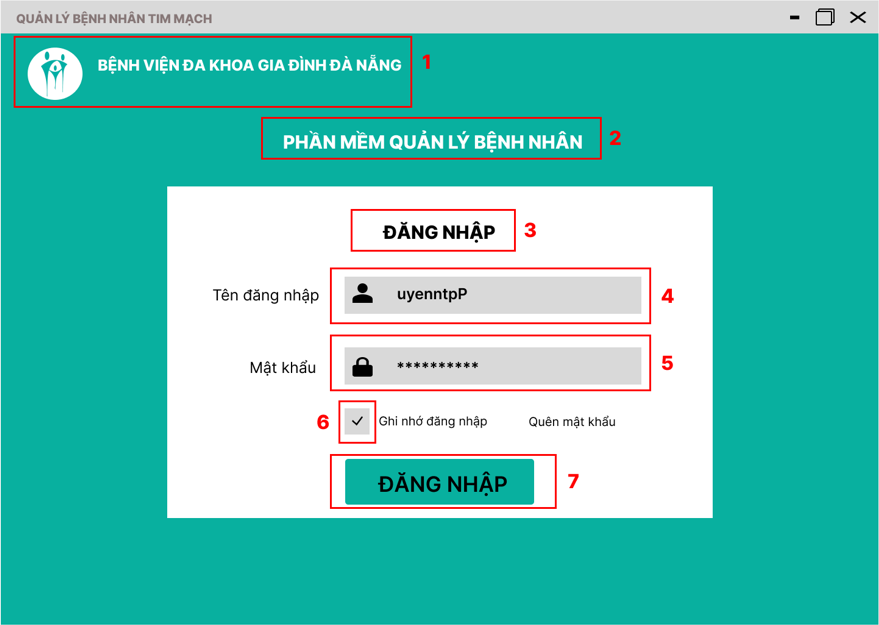 QUẢN LÝ BỆNH NHÂN TIM MẠCH
BỆNH VIỆN ĐA KHOA GIA ĐÌNH ĐÀ NẴNG 1
PHẦN MỀM QUẢN LÝ BỆNH NHÂN 2
ĐĂNG NHẬP 3
Tên đăng nhập uyenntpP 4
Mật khẩu ********** 5
6 Ghi nhớ đăng nhập Quên mật khẩu
ĐĂNG NHẬP 7